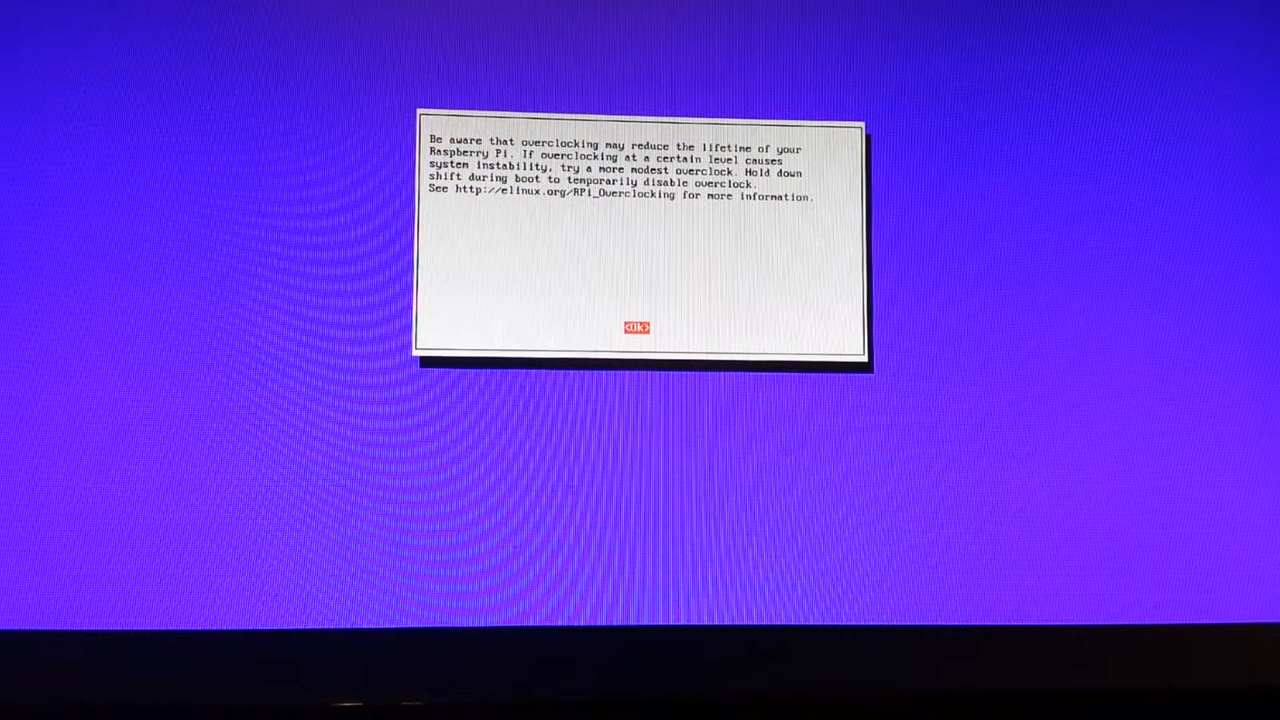 Be aware that overclocking may reduce the lifetime of your
Raspberry Pi. If overclocking at a certain level causes
system instability, try a more modest overclock. Hold down
shift during boot to temporarily disable overclock.
See http://elinux.org/RPi_Overclocking for more information.
<Ok>